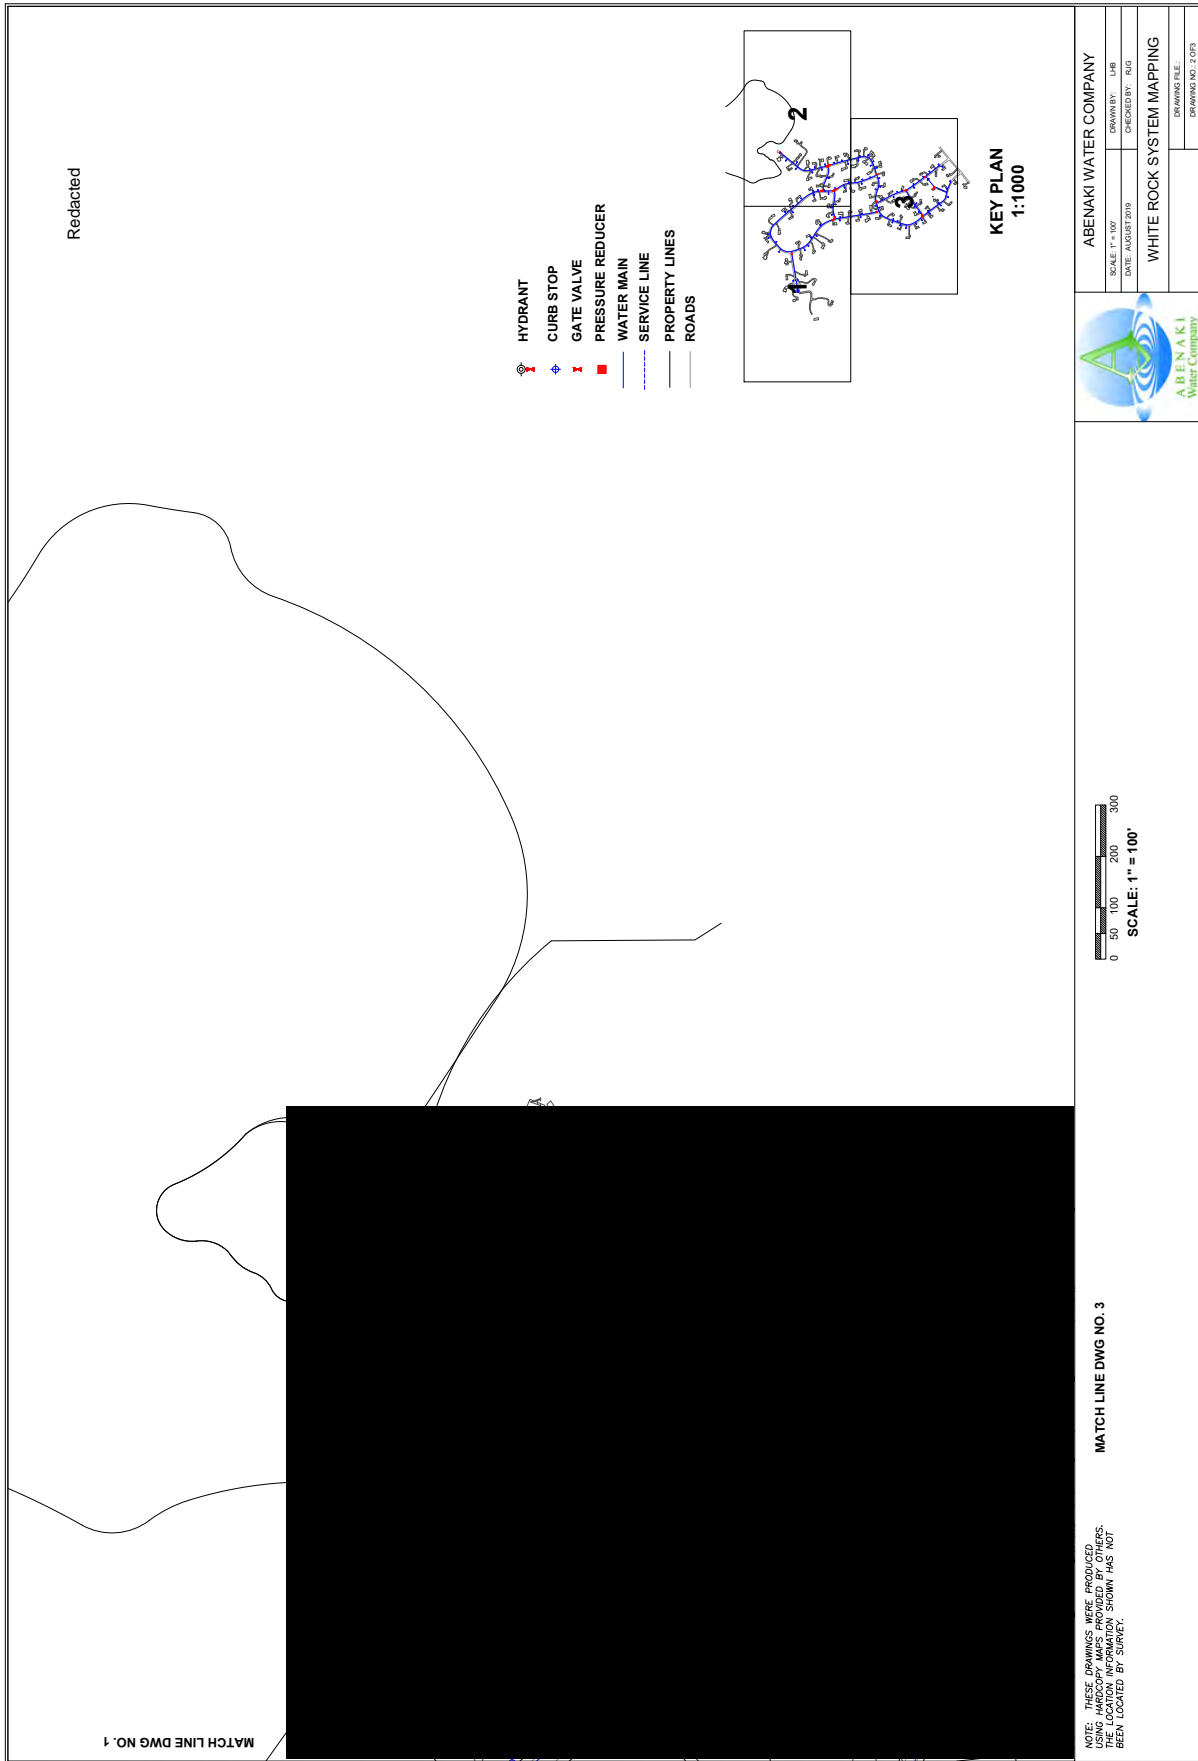 Redacted
HYDRANT
CURB STOP
GATE VALVE
PRESSURE REDUCER
WATER MAIN
SERVICE LINE
PROPERTY LINES
ROADS
1
2
3
KEY PLAN
1:1000
MATCH LINE DWG NO. 1
MATCH LINE DWG NO. 3
NOTE: THESE DRAWINGS WERE PRODUCED
USING HARDCOPY MAPS PROVIDED BY OTHERS.
THE LOCATION INFORMATION SHOWN HAS NOT
BEEN LOCATED BY SURVEY.
0 50 100 200 300
SCALE: 1" = 100'
ABENAKI
Water Company
ABENAKI WATER COMPANY
SCALE: 1" = 100'
DRAWN BY: LHB
DATE: AUGUST 2019
CHECKED BY: RJG
WHITE ROCK SYSTEM MAPPING
DRAWING FILE.:
DRAWING NO.: 2 OF3